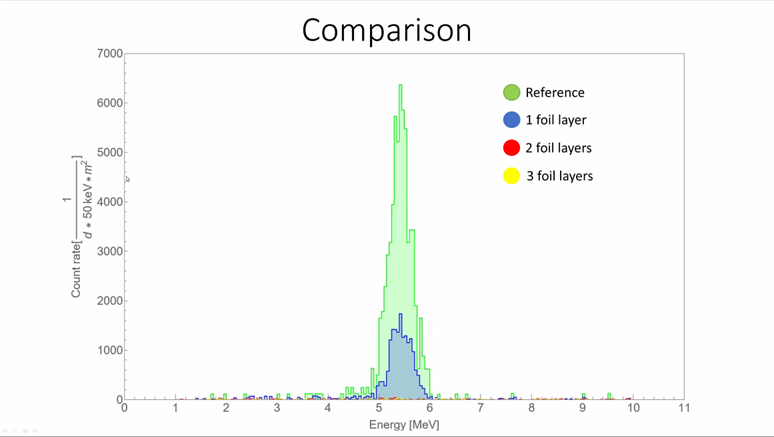 Comparison
7000
6000
5000
4000
3000
2000
1000
0
Count rate[ 1 / d * 50 keV * m² ]
Reference
1 foil layer
2 foil layers
3 foil layers
0 1 2 3 4 5 6 7 8 9 10 11
Energy [MeV]